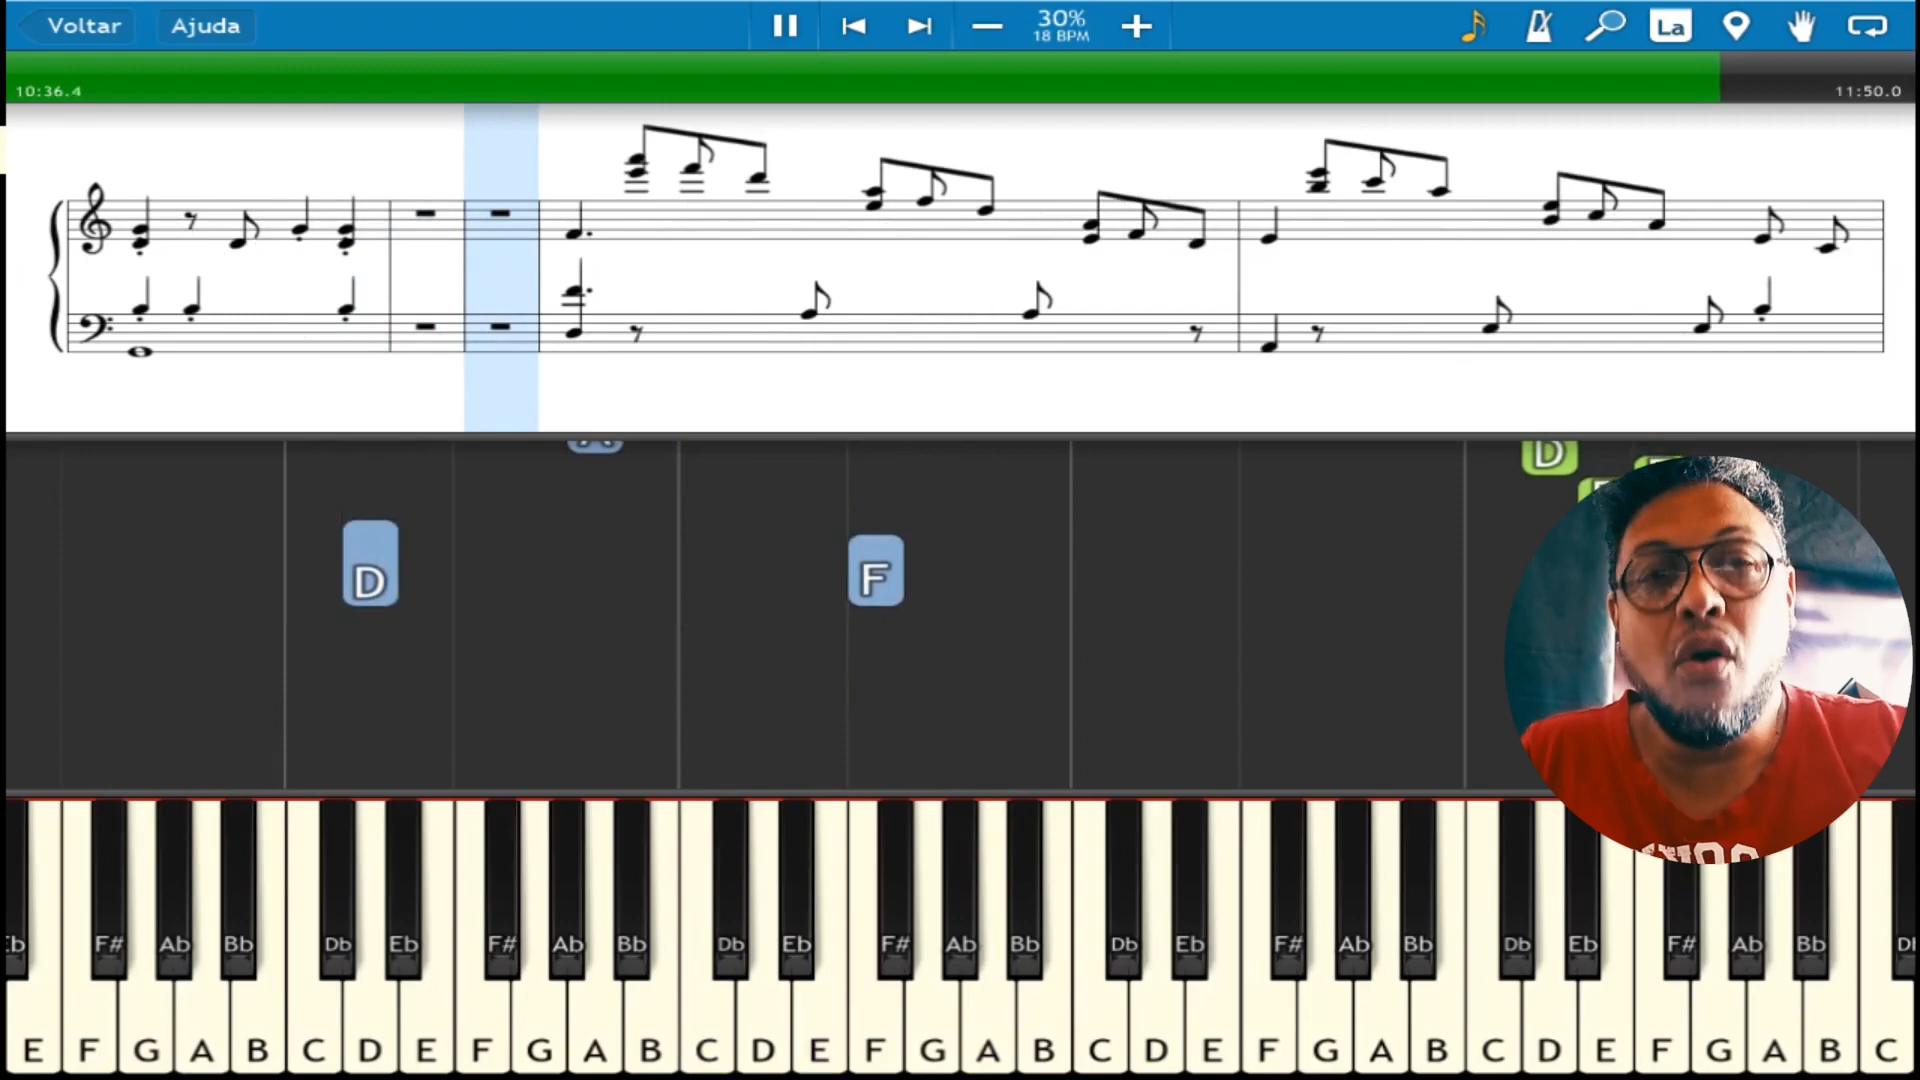 Voltar Ajuda 30% La
18 BPM
10:36.4 11:50.0
D
D F
F# Ab Bb Db Eb F# Ab Bb Db Eb F# Ab Bb Db Eb F# Ab Bb Db Eb F# Ab Bb
E F G A B C D E F G A B C D E F G A B C D E F G A B C D E F G A B C